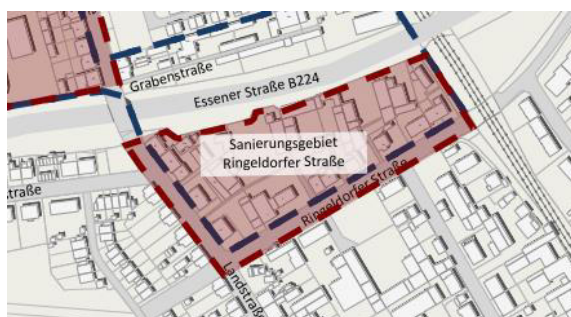 Grabenstraße
Essener Straße B224
Sanierungsgebiet
Ringeldorfer Straße
straße
Ringeldorfer Straße
Landstraße